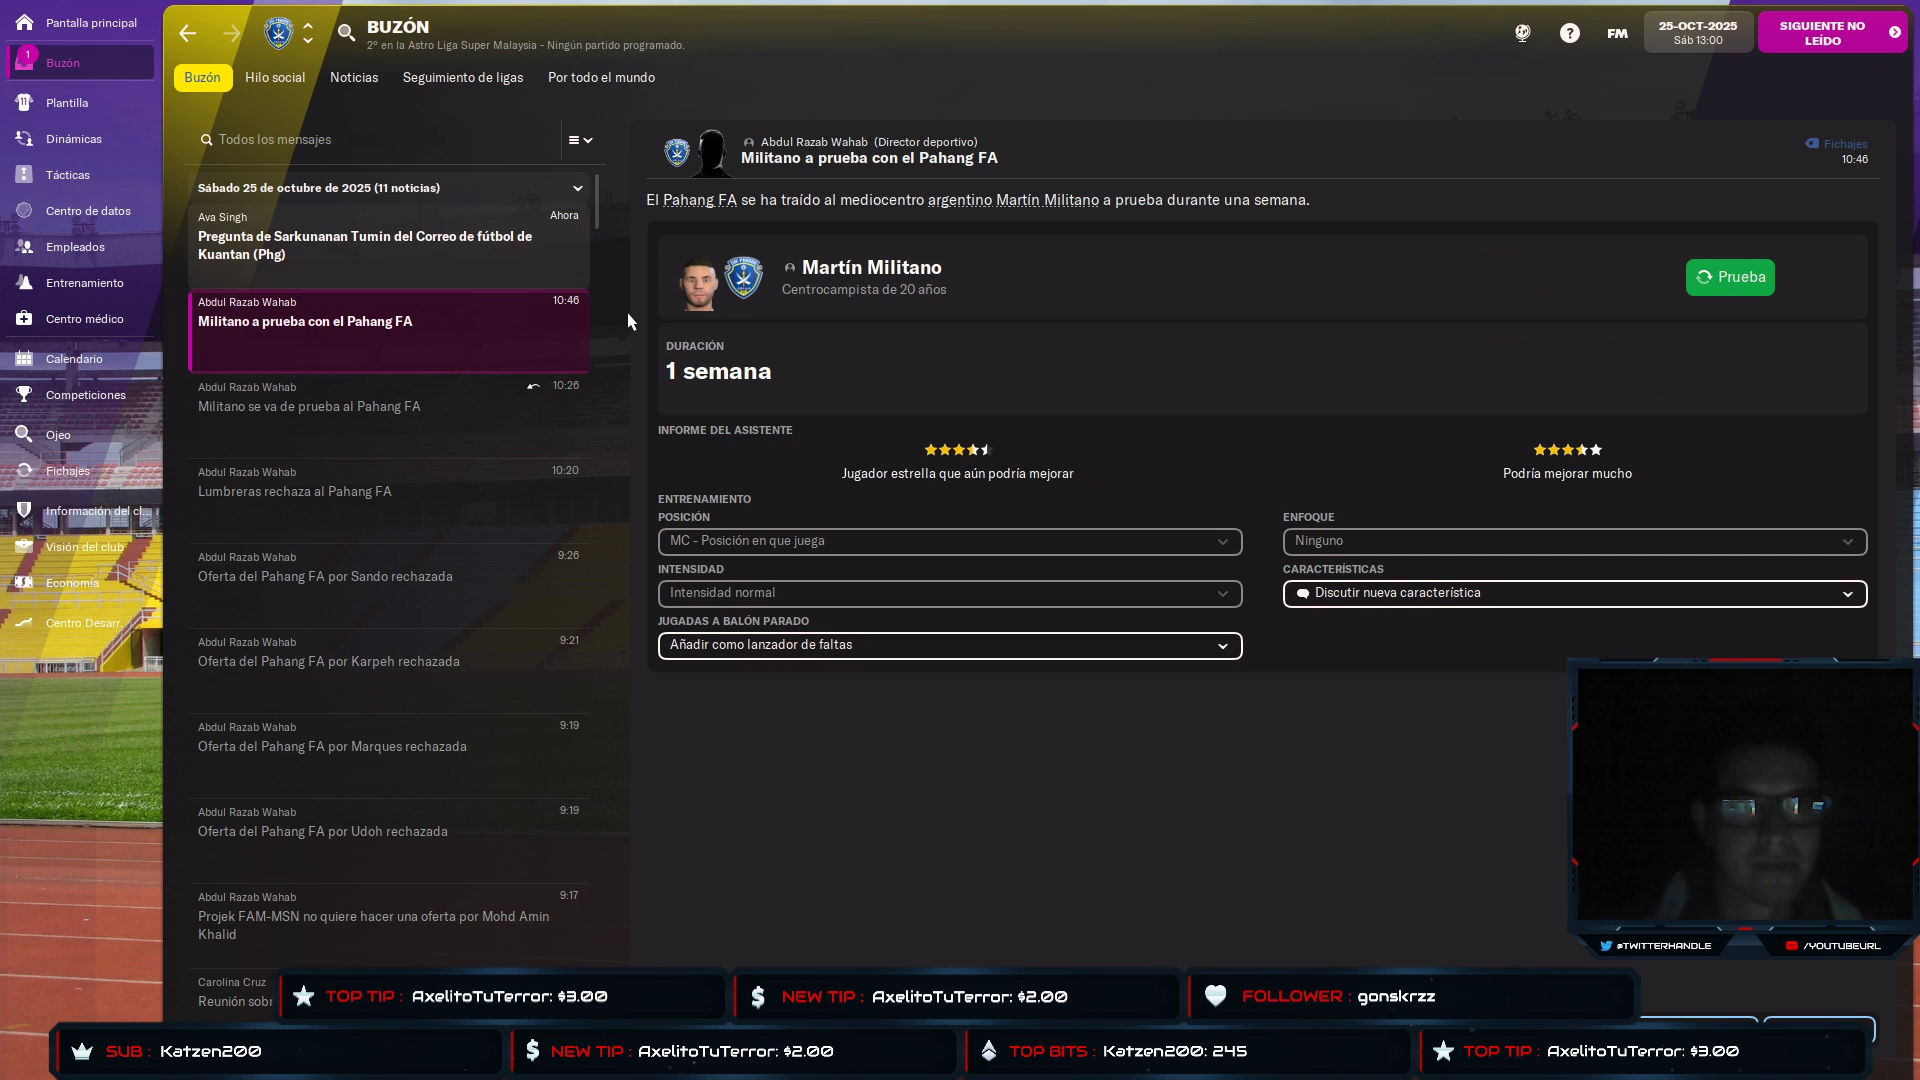 Pantalla principal
1
Buzón
Plantilla
Dinámicas
Tácticas
Centro de datos
Empleados
Entrenamiento
Centro médico
Calendario
Competiciones
Ojeo
Fichajes
Información del cl...
Visión del club
Economía
Centro Desarr.
BUZÓN
2º en la Astro Liga Super Malaysia - Ningún partido programado.
FM
25-OCT-2025
Sáb 13:00
SIGUIENTE NO
LEÍDO
Buzón
Hilo social
Noticias
Seguimiento de ligas
Por todo el mundo
Todos los mensajes
Sábado 25 de octubre de 2025 (11 noticias)
Ava Singh
Ahora
Pregunta de Sarkunanan Tumin del Correo de fútbol de
Kuantan (Phg)
Abdul Razab Wahab
10:46
Militano a prueba con el Pahang FA
Abdul Razab Wahab
10:26
Militano se va de prueba al Pahang FA
Abdul Razab Wahab
10:20
Lumbreras rechaza al Pahang FA
Abdul Razab Wahab
9:26
Oferta del Pahang FA por Sando rechazada
Abdul Razab Wahab
9:21
Oferta del Pahang FA por Karpeh rechazada
Abdul Razab Wahab
9:19
Oferta del Pahang FA por Marques rechazada
Abdul Razab Wahab
9:19
Oferta del Pahang FA por Udoh rechazada
Abdul Razab Wahab
9:17
Projek FAM-MSN no quiere hacer una oferta por Mohd Amin
Khalid
Carolina Cruz
Reunión sobr
Abdul Razab Wahab (Director deportivo)
Militano a prueba con el Pahang FA
Fichajes
10:46
El Pahang FA se ha traído al mediocentro argentino Martín Militano a prueba durante una semana.
Martín Militano
Centrocampista de 20 años
Prueba
DURACIÓN
1 semana
INFORME DEL ASISTENTE
Jugador estrella que aún podría mejorar
Podría mejorar mucho
ENTRENAMIENTO
POSICIÓN
MC - Posición en que juega
ENFOQUE
Ninguno
INTENSIDAD
Intensidad normal
CARACTERÍSTICAS
Discutir nueva característica
JUGADAS A BALÓN PARADO
Añadir como lanzador de faltas
@TWITTERHANDLE
/YOUTUBEURL
TOP TIP : AxelitoTuTerror: $3.00
NEW TIP : AxelitoTuTerror: $2.00
FOLLOWER : gonskrzz
SUB : Katzen200
NEW TIP : AxelitoTuTerror: $2.00
TOP BITS : Katzen200: 245
TOP TIP : AxelitoTuTerror: $3.00